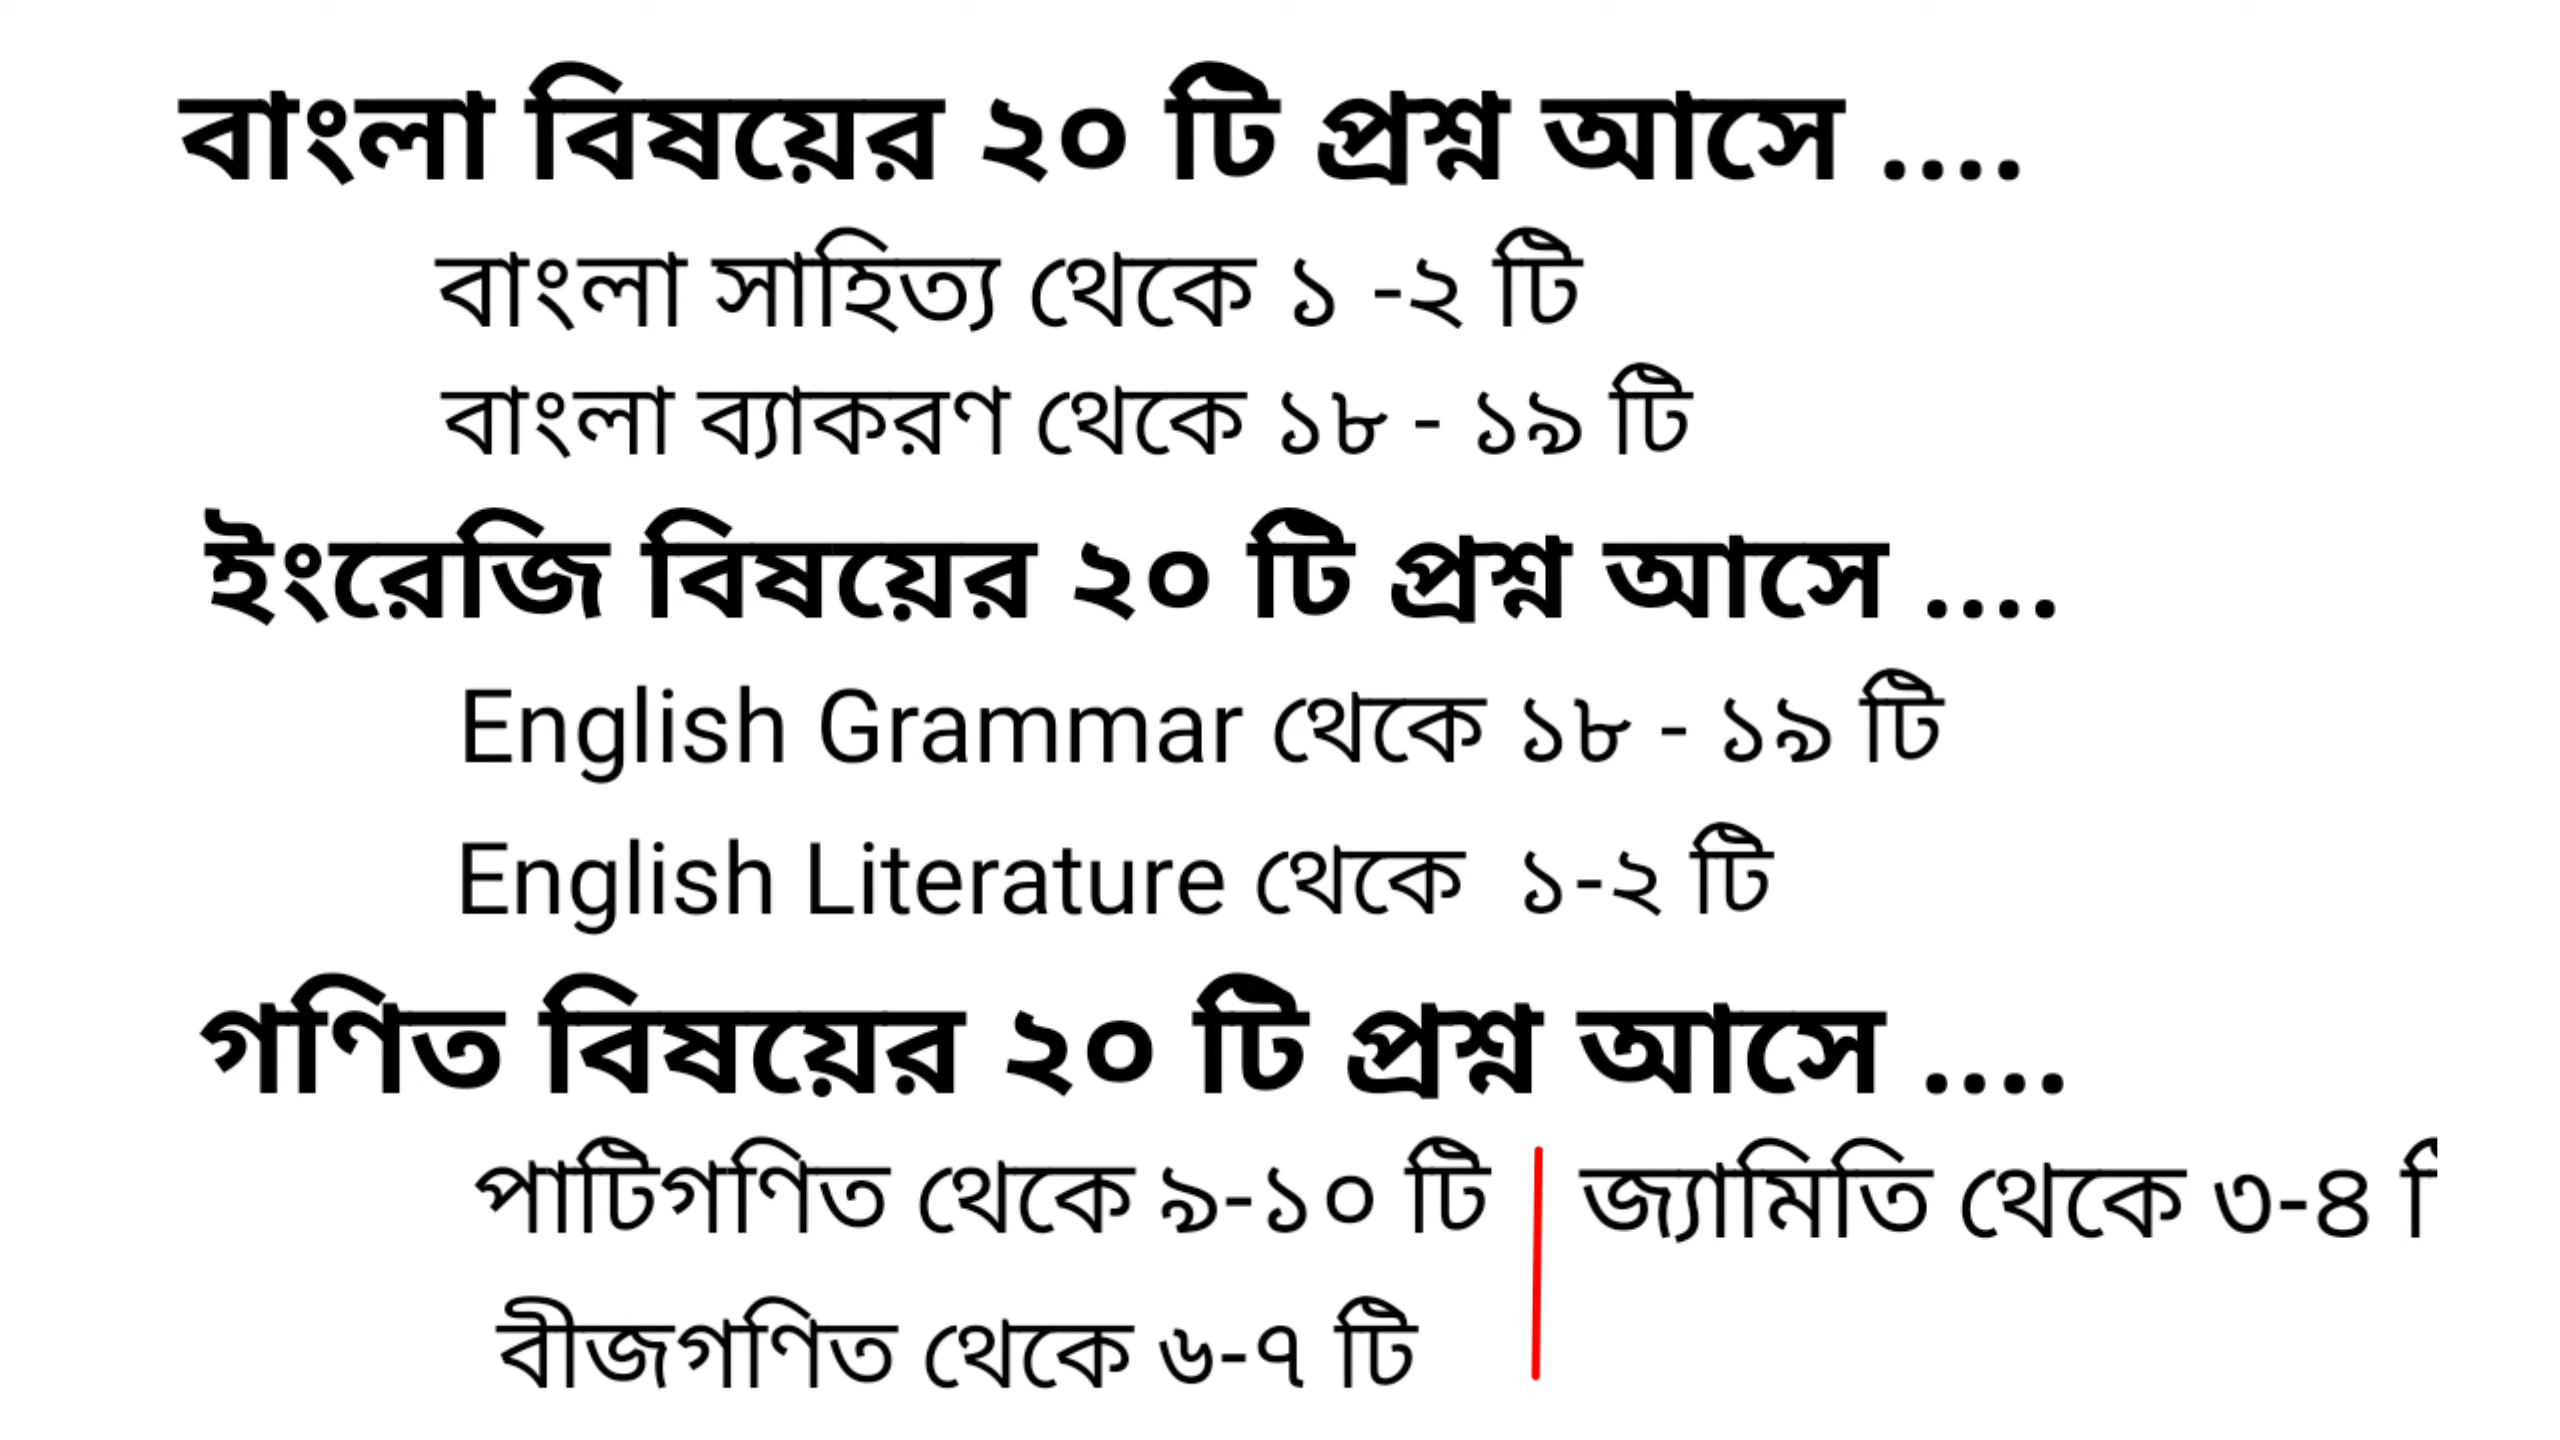 বাংলা বিষয়ের ২০ টি প্রশ্ন আসে ....
বাংলা সাহিত্য থেকে ১ -২ টি
বাংলা ব্যাকরণ থেকে ১৮ - ১৯ টি
ইংরেজি বিষয়ের ২০ টি প্রশ্ন আসে ....
English Grammar থেকে ১৮ - ১৯ টি
English Literature থেকে ১-২ টি
গণিত বিষয়ের ২০ টি প্রশ্ন আসে ....
পাটিগণিত থেকে ৯-১০ টি
বীজগণিত থেকে ৬-৭ টি
জ্যামিতি থেকে ৩-৪